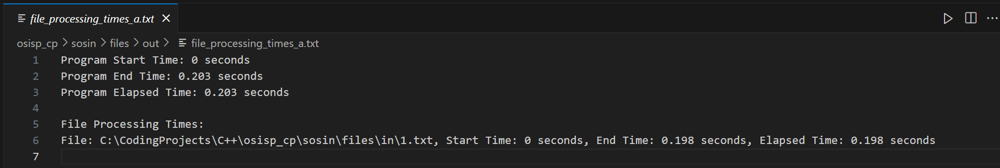 file_processing_times_a.txt
osisp_cp > sosin > files > out > file_processing_times_a.txt
1 Program Start Time: 0 seconds
2 Program End Time: 0.203 seconds
3 Program Elapsed Time: 0.203 seconds
4
5 File Processing Times:
6 File: C:\CodingProjects\C++\osisp_cp\sosin\files\in\1.txt, Start Time: 0 seconds, End Time: 0.198 seconds, Elapsed Time: 0.198 seconds
7